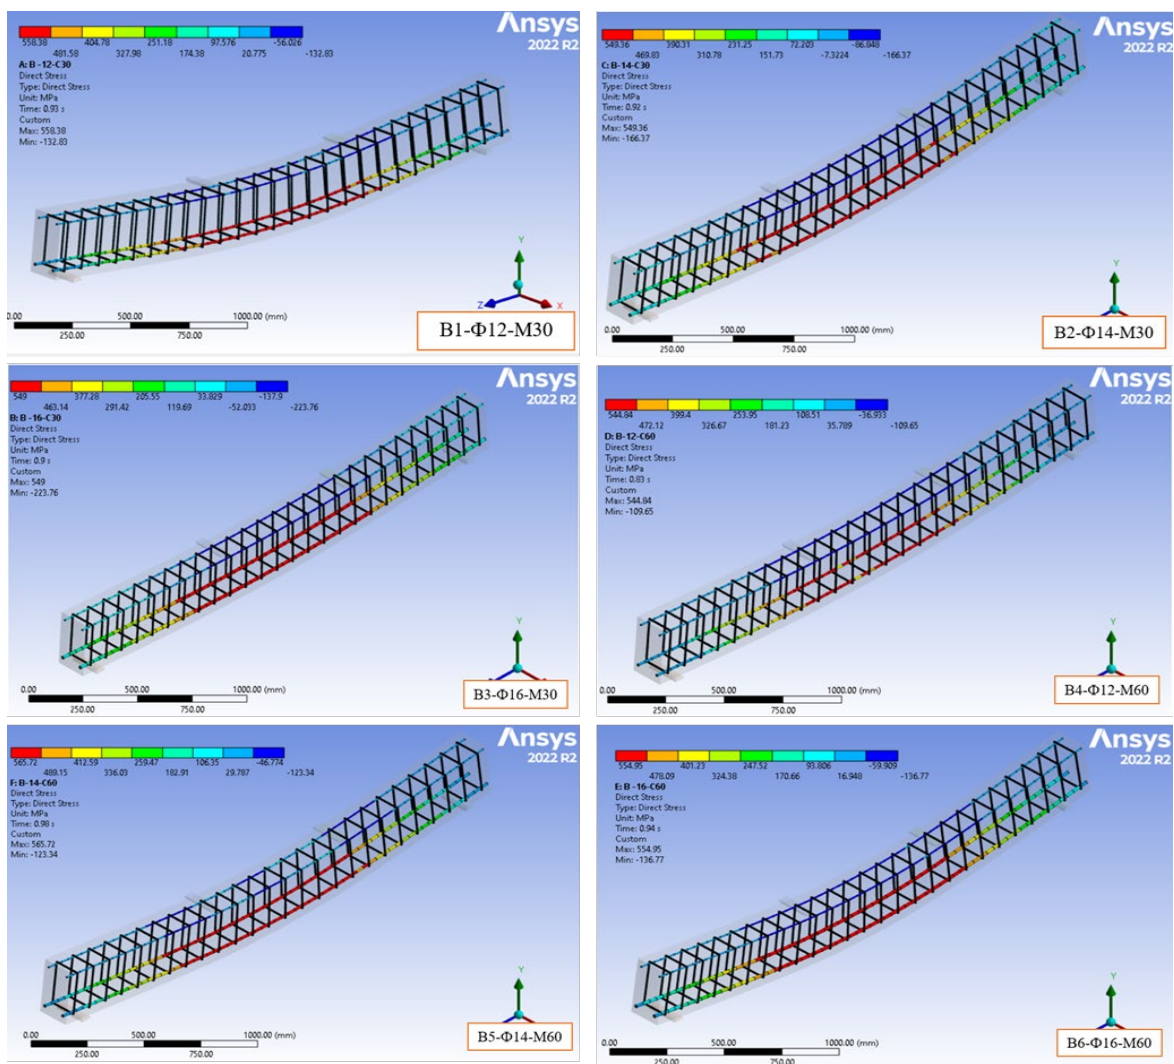 558.38 404.78 251.18 97.576 -56.026
481.58 327.98 174.38 20.775 -132.83
Ansys
2022 R2
A: B -12-C30
Direct Stress
Type: Direct Stress
Unit: MPa
Time: 0.93 s
Custom
Max: 558.38
Min: -132.83
Y
Z
X
0.00 500.00 1000.00 (mm)
250.00 750.00
B1-Φ12-M30
549.36 390.31 231.25 72.203 -86.848
469.83 310.78 151.73 -7.3224 -166.37
Ansys
2022 R2
C: B-14-C30
Direct Stress
Type: Direct Stress
Unit: MPa
Time: 0.92 s
Custom
Max: 549.36
Min: -166.37
Y
0.00 500.00 1000.00 (mm)
250.00 750.00
B2-Φ14-M30
549 377.28 205.55 33.829 -137.9
463.14 291.42 119.69 -52.033 -223.76
Ansys
2022 R2
B: B -16-C30
Direct Stress
Type: Direct Stress
Unit: MPa
Time: 0.9 s
Custom
Max: 549
Min: -223.76
Y
0.00 500.00 1000.00 (mm)
250.00 750.00
B3-Φ16-M30
544.84 399.4 253.95 108.51 -36.933
472.12 326.67 181.23 35.789 -109.65
Ansys
2022 R2
D: B-12-C60
Direct Stress
Type: Direct Stress
Unit: MPa
Time: 0.83 s
Custom
Max: 544.84
Min: -109.65
Y
0.00 500.00 1000.00 (mm)
250.00 750.00
B4-Φ12-M60
565.72 412.59 259.47 106.35 -46.774
489.15 336.03 182.91 29.787 -123.34
Ansys
2022 R2
F: B-14-C60
Direct Stress
Type: Direct Stress
Unit: MPa
Time: 0.98 s
Custom
Max: 565.72
Min: -123.34
Y
0.00 500.00 1000.00 (mm)
250.00 750.00
B5-Φ14-M60
554.95 401.23 247.52 93.806 -59.909
478.09 324.38 170.66 16.948 -136.77
Ansys
2022 R2
E: B -16-C60
Direct Stress
Type: Direct Stress
Unit: MPa
Time: 0.94 s
Custom
Max: 554.95
Min: -136.77
Y
0.00 500.00 1000.00 (mm)
250.00 750.00
B6-Φ16-M60